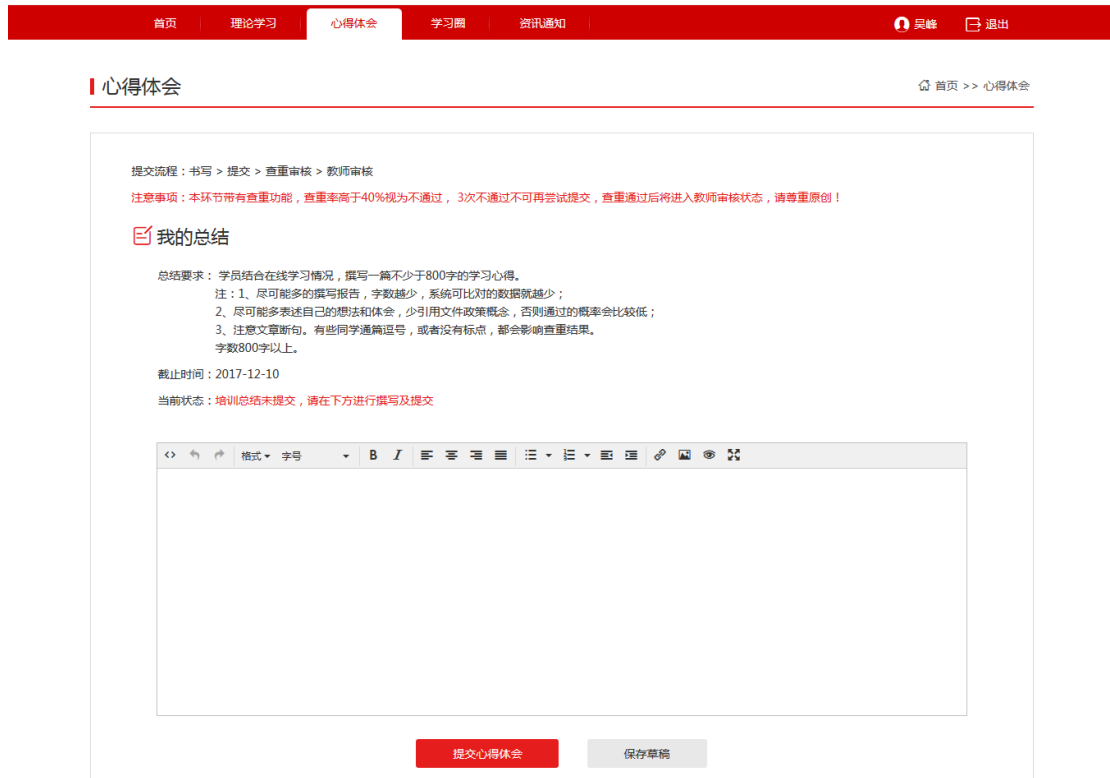 首页 理论学习 心得体会 学习圈 资讯通知 吴峰 退出
心得体会 首页 >> 心得体会
提交流程：书写 > 提交 > 查重审核 > 教师审核
注意事项：本环节带有查重功能，查重率高于40%视为不通过， 3次不通过不可再尝试提交，查重通过后将进入教师审核状态，请尊重原创！
我的总结
总结要求： 学员结合在线学习情况，撰写一篇不少于800字的学习心得。
注：1、尽可能多的撰写报告，字数越少，系统可比对的数据就越少；
2、尽可能多表述自己的想法和体会，少引用文件政策概念，否则通过的概率会比较低；
3、注意文章断句。有些同学通篇逗号，或者没有标点，都会影响查重结果。
字数800字以上。
截止时间：2017-12-10
当前状态：培训总结未提交，请在下方进行撰写及提交
格式 字号 B I
提交心得体会 保存草稿